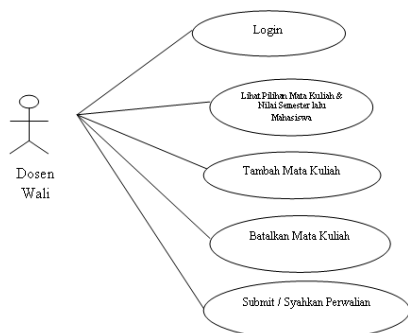 Login
Lihat Pilihan Mata Kuliah &
Nilai Semester lalu
Mahasiswa
Dosen
Wali
Tambah Mata Kuliah
Batalkan Mata Kuliah
Submit / Syahkan Perwalian